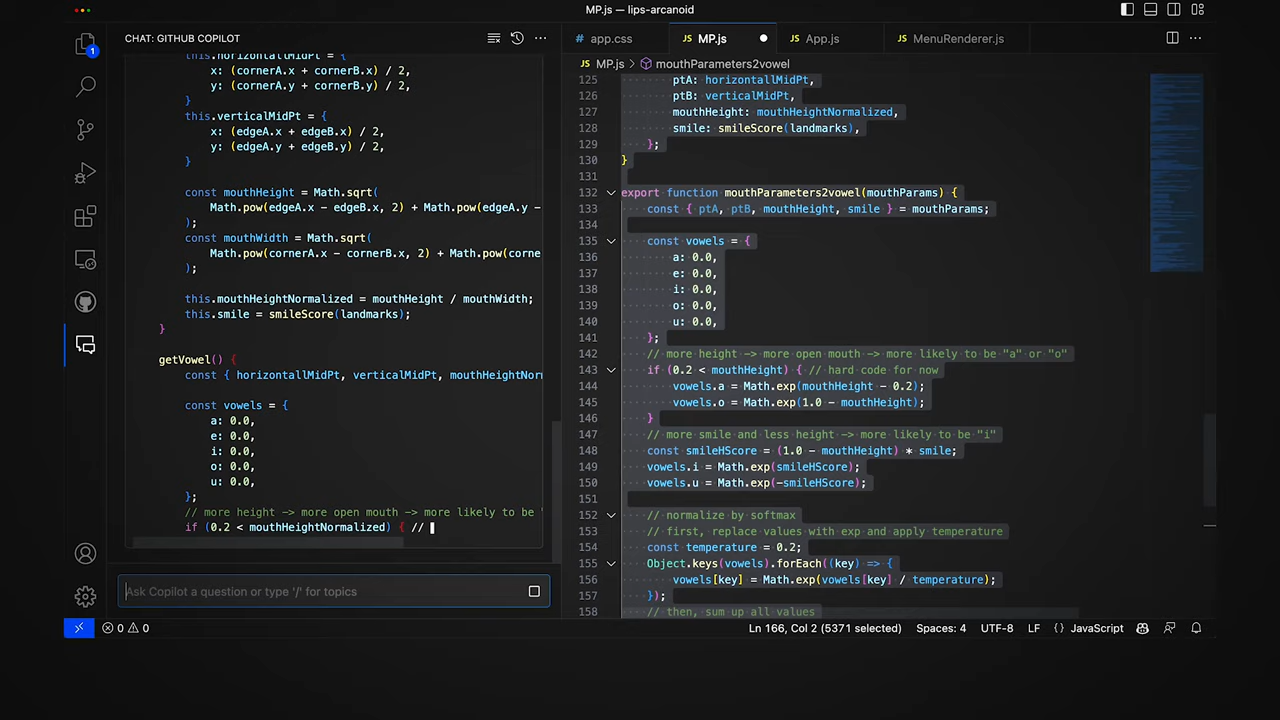 MP.js — lips-arcanoid
CHAT: GITHUB COPILOT
this.horizontalMidPt = {
x: (cornerA.x + cornerB.x) / 2,
y: (cornerA.y + cornerB.y) / 2,
}
this.verticalMidPt = {
x: (edgeA.x + edgeB.x) / 2,
y: (edgeA.y + edgeB.y) / 2,
}
const mouthHeight = Math.sqrt(
Math.pow(edgeA.x - edgeB.x, 2) + Math.pow(edgeA.y -
);
const mouthWidth = Math.sqrt(
Math.pow(cornerA.x - cornerB.x, 2) + Math.pow(corne
);
this.mouthHeightNormalized = mouthHeight / mouthWidth;
this.smile = smileScore(landmarks);
}
getVowel() {
const { horizontallMidPt, verticalMidPt, mouthHeightNor
const vowels = {
a: 0.0,
e: 0.0,
i: 0.0,
o: 0.0,
u: 0.0,
};
// more height -> more open mouth -> more likely to be "
if (0.2 < mouthHeightNormalized) { //
Ask Copilot a question or type '/' for topics
app.css MP.js App.js MenuRenderer.js
MP.js mouthParameters2vowel
125 ptA: horizontallMidPt,
126 ptB: verticalMidPt,
127 mouthHeight: mouthHeightNormalized,
128 smile: smileScore(landmarks),
129 };
130 }
131
132 export function mouthParameters2vowel(mouthParams) {
133 const { ptA, ptB, mouthHeight, smile } = mouthParams;
134
135 const vowels = {
136 a: 0.0,
137 e: 0.0,
138 i: 0.0,
139 o: 0.0,
140 u: 0.0,
141 };
142 // more height -> more open mouth -> more likely to be "a" or "o"
143 if (0.2 < mouthHeight) { // hard code for now
144 vowels.a = Math.exp(mouthHeight - 0.2);
145 vowels.o = Math.exp(1.0 - mouthHeight);
146 }
147 // more smile and less height -> more likely to be "i"
148 const smileHScore = (1.0 - mouthHeight) * smile;
149 vowels.i = Math.exp(smileHScore);
150 vowels.u = Math.exp(-smileHScore);
151
152 // normalize by softmax
153 // first, replace values with exp and apply temperature
154 const temperature = 0.2;
155 Object.keys(vowels).forEach((key) => {
156 vowels[key] = Math.exp(vowels[key] / temperature);
157 });
158 // then, sum up all values
1
0 0 Ln 166, Col 2 (5371 selected) Spaces: 4 UTF-8 LF {} JavaScript